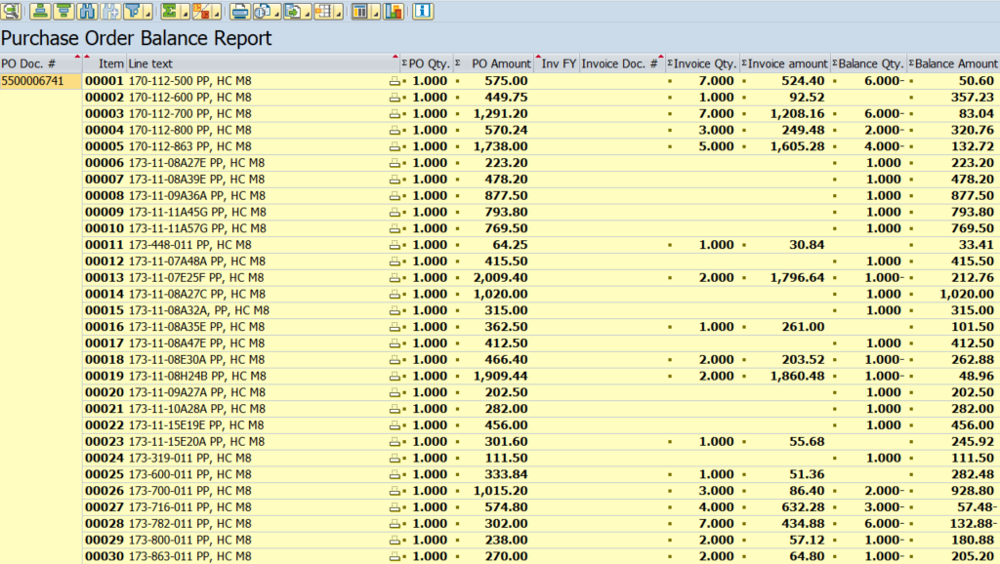 Purchase Order Balance Report
PO Doc. # Item Line text Σ PO Qty. Σ PO Amount Inv FY Invoice Doc. # Σ Invoice Qty. Σ Invoice amount Σ Balance Qty. Σ Balance Amount
5500006741 00001 170-112-500 PP, HC M8 1.000 575.00 7.000 524.40 6.000- 50.60
00002 170-112-600 PP, HC M8 1.000 449.75 1.000 92.52 357.23
00003 170-112-700 PP, HC M8 1.000 1,291.20 7.000 1,208.16 6.000- 83.04
00004 170-112-800 PP, HC M8 1.000 570.24 3.000 249.48 2.000- 320.76
00005 170-112-863 PP, HC M8 1.000 1,738.00 5.000 1,605.28 4.000- 132.72
00006 173-11-08A27E PP, HC M8 1.000 223.20 1.000 223.20
00007 173-11-08A39E PP, HC M8 1.000 478.20 1.000 478.20
00008 173-11-09A36A PP, HC M8 1.000 877.50 1.000 877.50
00009 173-11-11A45G PP, HC M8 1.000 793.80 1.000 793.80
00010 173-11-11A57G PP, HC M8 1.000 769.50 1.000 769.50
00011 173-448-011 PP, HC M8 1.000 64.25 1.000 30.84 33.41
00012 173-11-07A48A PP, HC M8 1.000 415.50 1.000 415.50
00013 173-11-07E25F PP, HC M8 1.000 2,009.40 2.000 1,796.64 1.000- 212.76
00014 173-11-08A27C PP, HC M8 1.000 1,020.00 1.000 1,020.00
00015 173-11-08A32A, PP, HC M8 1.000 315.00 1.000 315.00
00016 173-11-08A35E PP, HC M8 1.000 362.50 1.000 261.00 101.50
00017 173-11-08A47E PP, HC M8 1.000 412.50 1.000 412.50
00018 173-11-08E30A PP, HC M8 1.000 466.40 2.000 203.52 1.000- 262.88
00019 173-11-08H24B PP, HC M8 1.000 1,909.44 2.000 1,860.48 1.000- 48.96
00020 173-11-09A27A PP, HC M8 1.000 202.50 1.000 202.50
00021 173-11-10A28A PP, HC M8 1.000 282.00 1.000 282.00
00022 173-11-15E19E PP, HC M8 1.000 456.00 1.000 456.00
00023 173-11-15E20A PP, HC M8 1.000 301.60 1.000 55.68 245.92
00024 173-319-011 PP, HC M8 1.000 111.50 1.000 111.50
00025 173-600-011 PP, HC M8 1.000 333.84 1.000 51.36 282.48
00026 173-700-011 PP, HC M8 1.000 1,015.20 3.000 86.40 2.000- 928.80
00027 173-716-011 PP, HC M8 1.000 574.80 4.000 632.28 3.000- 57.48-
00028 173-782-011 PP, HC M8 1.000 302.00 7.000 434.88 6.000- 132.88-
00029 173-800-011 PP, HC M8 1.000 238.00 2.000 57.12 1.000- 180.88
00030 173-863-011 PP, HC M8 1.000 270.00 2.000 64.80 1.000- 205.20